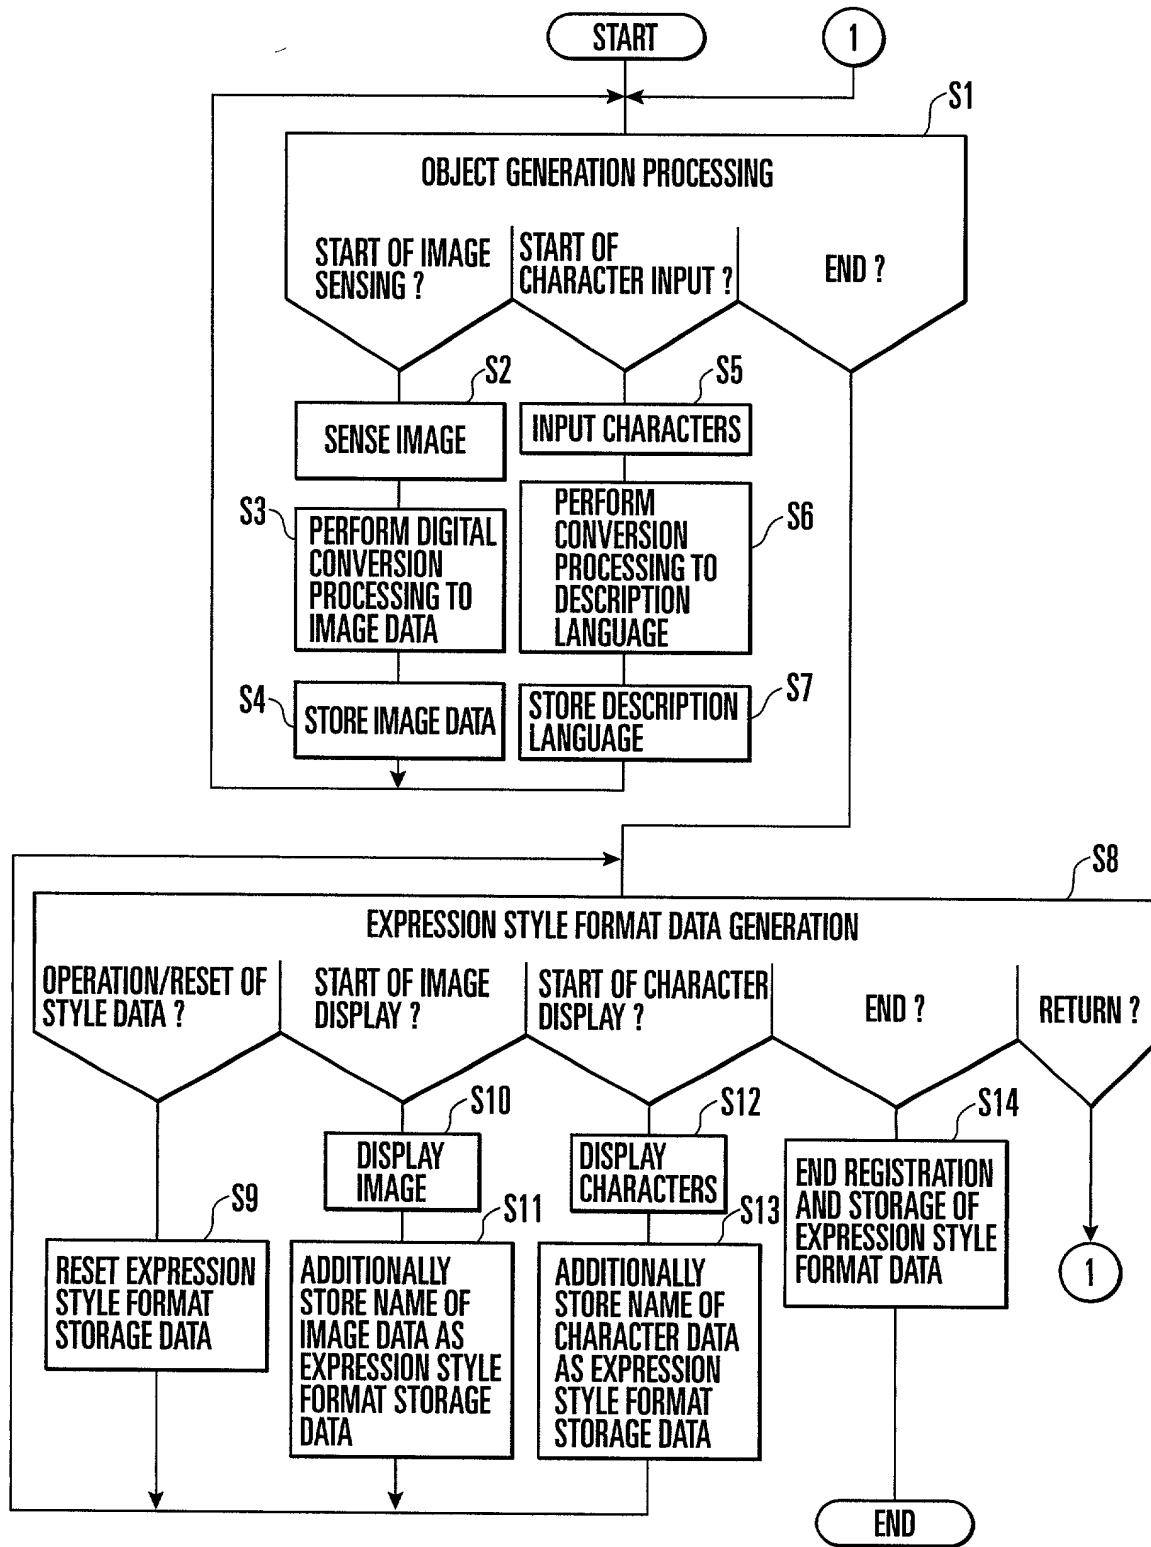 START
1
S1
OBJECT GENERATION PROCESSING
START OF IMAGE
SENSING ?
START OF
CHARACTER INPUT ?
END ?
S2
SENSE IMAGE
S5
INPUT CHARACTERS
S3
PERFORM DIGITAL
CONVERSION
PROCESSING TO
IMAGE DATA
S6
PERFORM
CONVERSION
PROCESSING TO
DESCRIPTION
LANGUAGE
S4
STORE IMAGE DATA
S7
STORE DESCRIPTION
LANGUAGE
S8
EXPRESSION STYLE FORMAT DATA GENERATION
OPERATION/RESET OF
STYLE DATA ?
START OF IMAGE
DISPLAY ?
START OF CHARACTER
DISPLAY ?
END ?
RETURN ?
S10
DISPLAY
IMAGE
S12
DISPLAY
CHARACTERS
S14
END REGISTRATION
AND STORAGE OF
EXPRESSION STYLE
FORMAT DATA
S9
RESET EXPRESSION
STYLE FORMAT
STORAGE DATA
S11
ADDITIONALLY
STORE NAME OF
IMAGE DATA AS
EXPRESSION STYLE
FORMAT STORAGE
DATA
S13
ADDITIONALLY
STORE NAME OF
CHARACTER DATA
AS EXPRESSION
STYLE FORMAT
STORAGE DATA
1
END